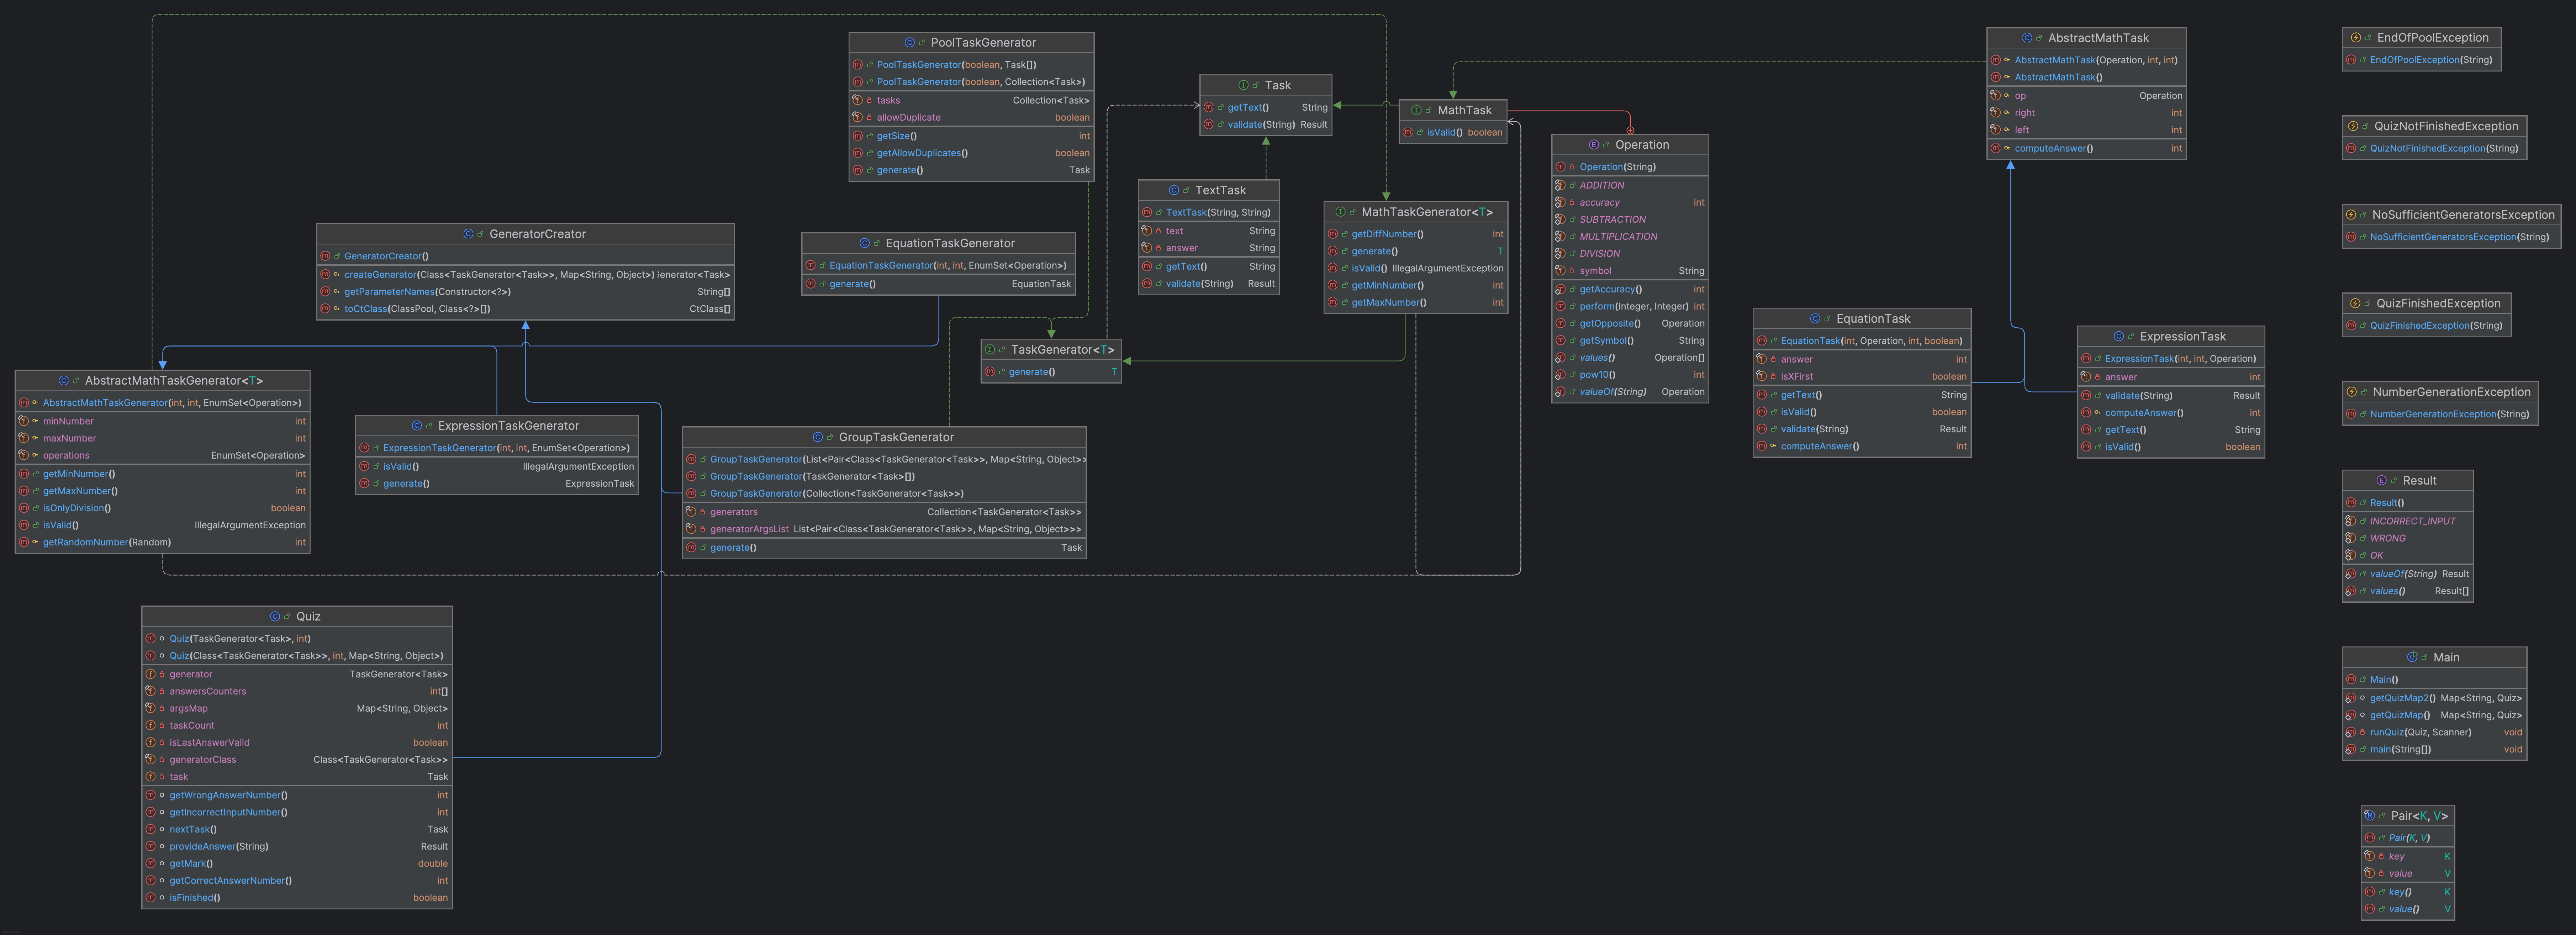 PoolTaskGenerator
PoolTaskGenerator(boolean, Task[])
PoolTaskGenerator(boolean, Collection<Task>)
tasks Collection<Task>
allowDuplicate boolean
getSize() int
getAllowDuplicates() boolean
generate() Task
Task
getText() String
validate(String) Result
MathTask
isValid() boolean
AbstractMathTask
AbstractMathTask(Operation, int, int)
AbstractMathTask()
op Operation
right int
left int
computeAnswer() int
EndOfPoolException
EndOfPoolException(String)
QuizNotFinishedException
QuizNotFinishedException(String)
NoSufficientGeneratorsException
NoSufficientGeneratorsException(String)
QuizFinishedException
QuizFinishedException(String)
NumberGenerationException
NumberGenerationException(String)
Operation
Operation(String)
ADDITION
accuracy int
SUBTRACTION
MULTIPLICATION
DIVISION
symbol String
getAccuracy() int
perform(Integer, Integer) int
getOpposite() Operation
getSymbol() String
values() Operation[]
pow10() int
valueOf(String) Operation
TextTask
TextTask(String, String)
text String
answer String
getText() String
validate(String) Result
MathTaskGenerator<T>
getDiffNumber() int
generate() T
isValid() IllegalArgumentException
getMinNumber() int
getMaxNumber() int
GeneratorCreator
GeneratorCreator()
createGenerator(Class<TaskGenerator<Task>>, Map<String, Object>) :enerator<Task>
getParameterNames(Constructor<?>) String[]
toCtClass(ClassPool, Class<?>[]) CtClass[]
EquationTaskGenerator
EquationTaskGenerator(int, int, EnumSet<Operation>)
generate() EquationTask
TaskGenerator<T>
generate() T
EquationTask
EquationTask(int, Operation, int, boolean)
answer int
isXFirst boolean
getText() String
isValid() boolean
validate(String) Result
computeAnswer() int
ExpressionTask
ExpressionTask(int, int, Operation)
answer int
validate(String) Result
computeAnswer() int
getText() String
isValid() boolean
AbstractMathTaskGenerator<T>
AbstractMathTaskGenerator(int, int, EnumSet<Operation>)
minNumber int
maxNumber int
operations EnumSet<Operation>
getMinNumber() int
getMaxNumber() int
isOnlyDivision() boolean
isValid() IllegalArgumentException
getRandomNumber(Random) int
ExpressionTaskGenerator
ExpressionTaskGenerator(int, int, EnumSet<Operation>)
isValid() IllegalArgumentException
generate() ExpressionTask
GroupTaskGenerator
GroupTaskGenerator(List<Pair<Class<TaskGenerator<Task>>, Map<String, Object>>
GroupTaskGenerator(TaskGenerator<Task>[])
GroupTaskGenerator(Collection<TaskGenerator<Task>>)
generators Collection<TaskGenerator<Task>>
generatorArgsList List<Pair<Class<TaskGenerator<Task>>, Map<String, Object>>>
generate() Task
Result
Result()
INCORRECT_INPUT
WRONG
OK
valueOf(String) Result
values() Result[]
Quiz
Quiz(TaskGenerator<Task>, int)
Quiz(Class<TaskGenerator<Task>>, int, Map<String, Object>)
generator TaskGenerator<Task>
answersCounters int[]
argsMap Map<String, Object>
taskCount int
isLastAnswerValid boolean
generatorClass Class<TaskGenerator<Task>>
task Task
getWrongAnswerNumber() int
getIncorrectInputNumber() int
nextTask() Task
provideAnswer(String) Result
getMark() double
getCorrectAnswerNumber() int
isFinished() boolean
Main
Main()
getQuizMap2() Map<String, Quiz>
getQuizMap() Map<String, Quiz>
runQuiz(Quiz, Scanner) void
main(String[]) void
Pair<K, V>
Pair(K, V)
key K
value V
key() K
value() V